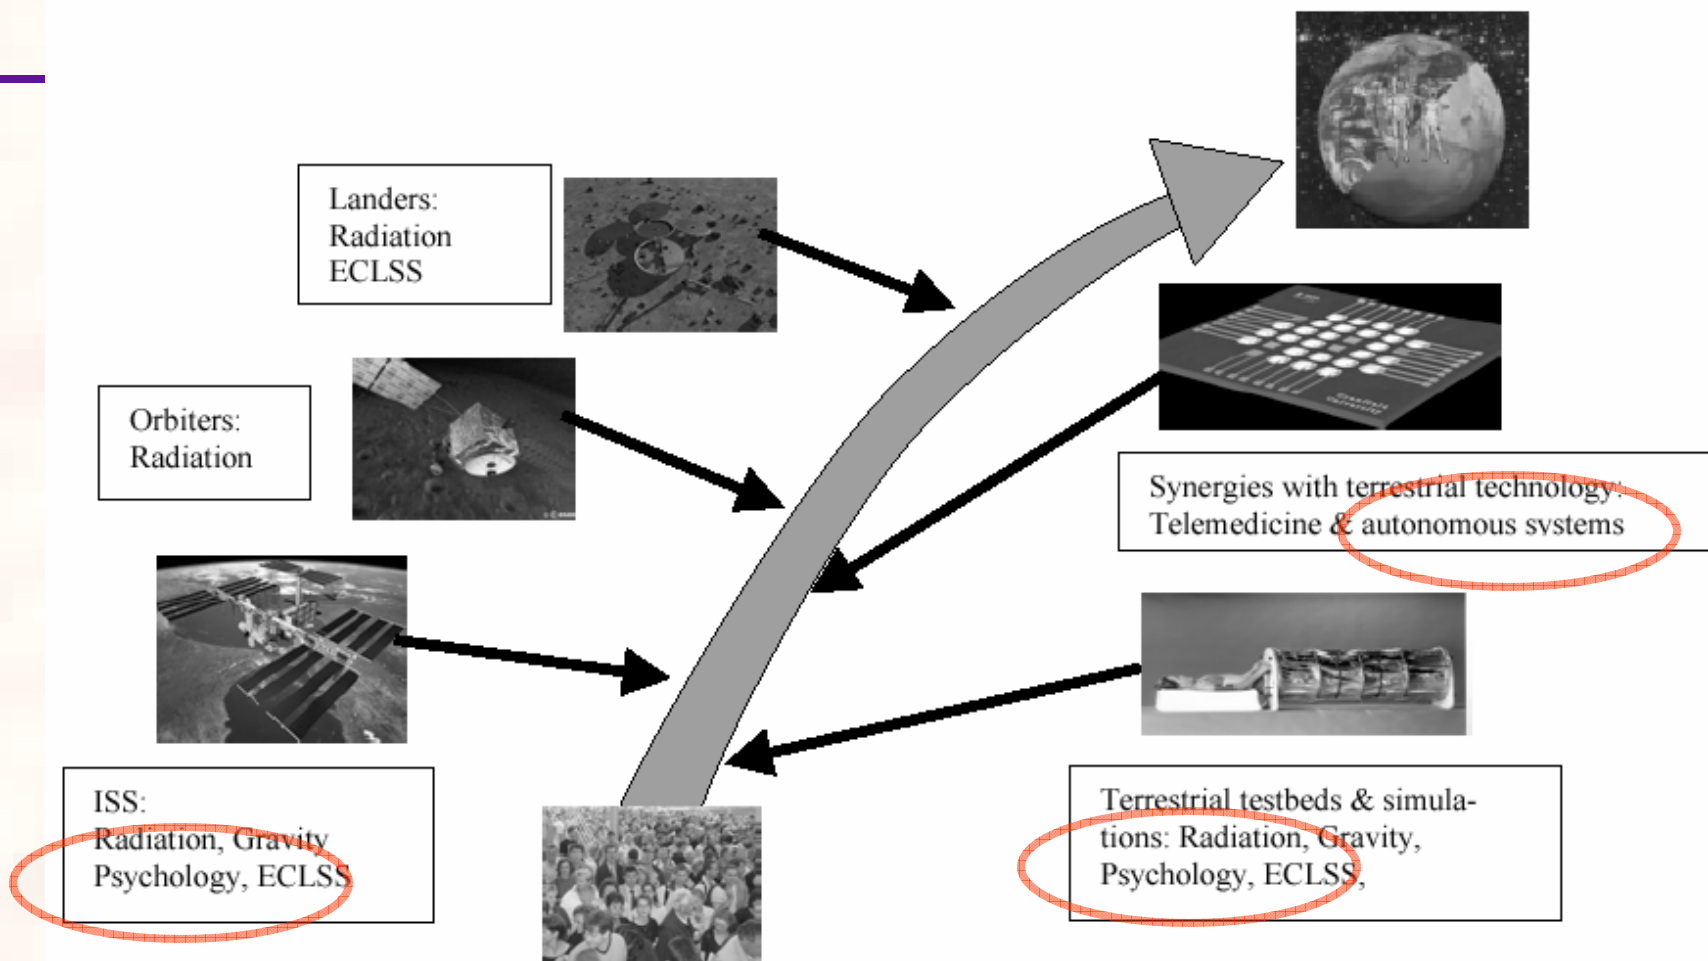 Landers:
Radiation
ECLSS
Orbiters:
Radiation
Synergies with terrestrial technology:
Telemedicine & autonomous systems
ISS:
Radiation, Gravity
Psychology, ECLSS
Terrestrial testbeds & simula-
tions: Radiation, Gravity,
Psychology, ECLSS,